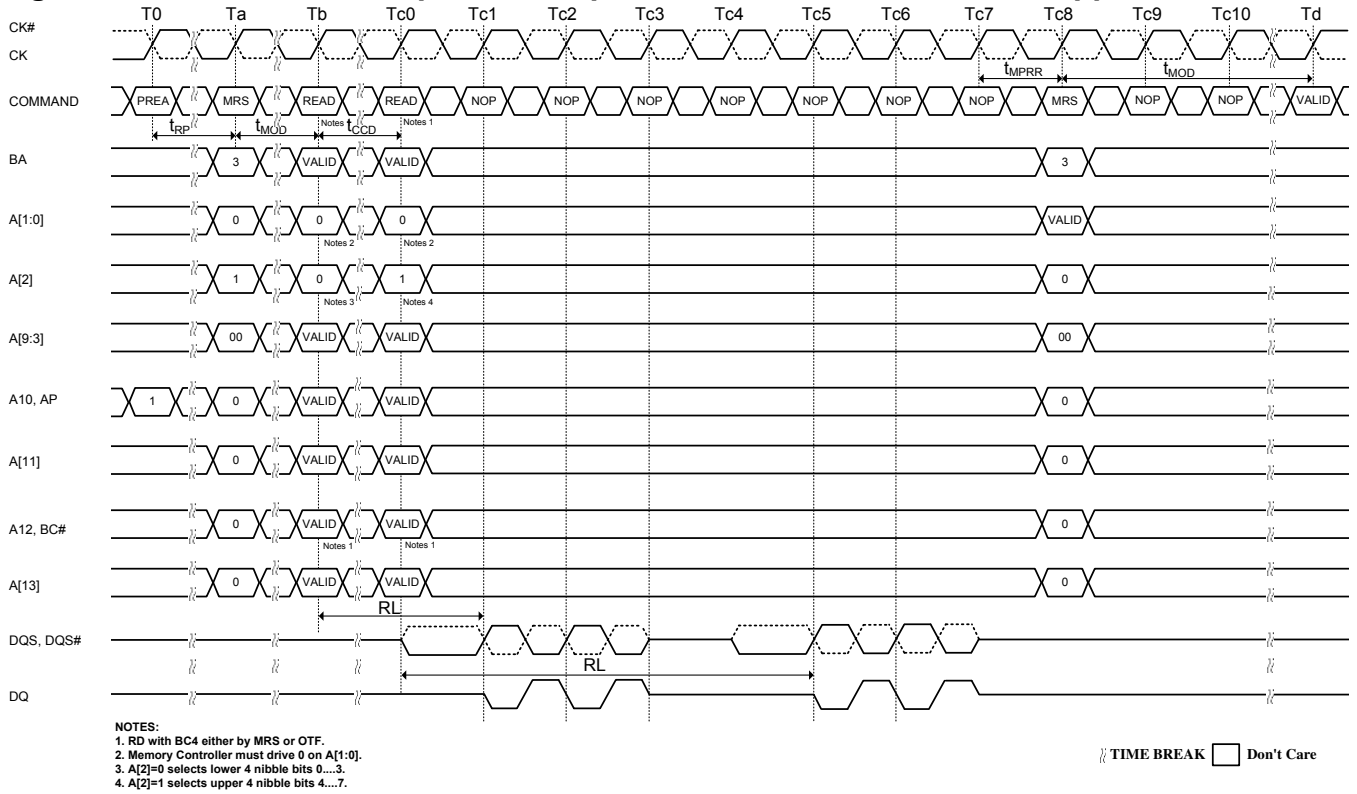 T0 Ta Tb Tc0 Tc1 Tc2 Tc3 Tc4 Tc5 Tc6 Tc7 Tc8 Tc9 Tc10 Td
CK#
CK
tMPRR tMOD
COMMAND PREA MRS READ READ NOP NOP NOP NOP NOP NOP NOP MRS NOP NOP VALID
Notes 1 Notes 1
tRP tMOD tCCD
BA 3 VALID VALID 3
A[1:0] 0 0 0 VALID
Notes 2 Notes 2
A[2] 1 0 1 0
Notes 3 Notes 4
A[9:3] 00 VALID VALID 00
A10, AP 1 0 VALID VALID 0
A[11] 0 VALID VALID 0
A12, BC# 0 VALID VALID 0
Notes 1 Notes 1
A[13] 0 VALID VALID 0
RL
DQS, DQS#
RL
DQ
NOTES:
1. RD with BC4 either by MRS or OTF.
2. Memory Controller must drive 0 on A[1:0].
3. A[2]=0 selects lower 4 nibble bits 0....3.
4. A[2]=1 selects upper 4 nibble bits 4....7.
TIME BREAK Don't Care